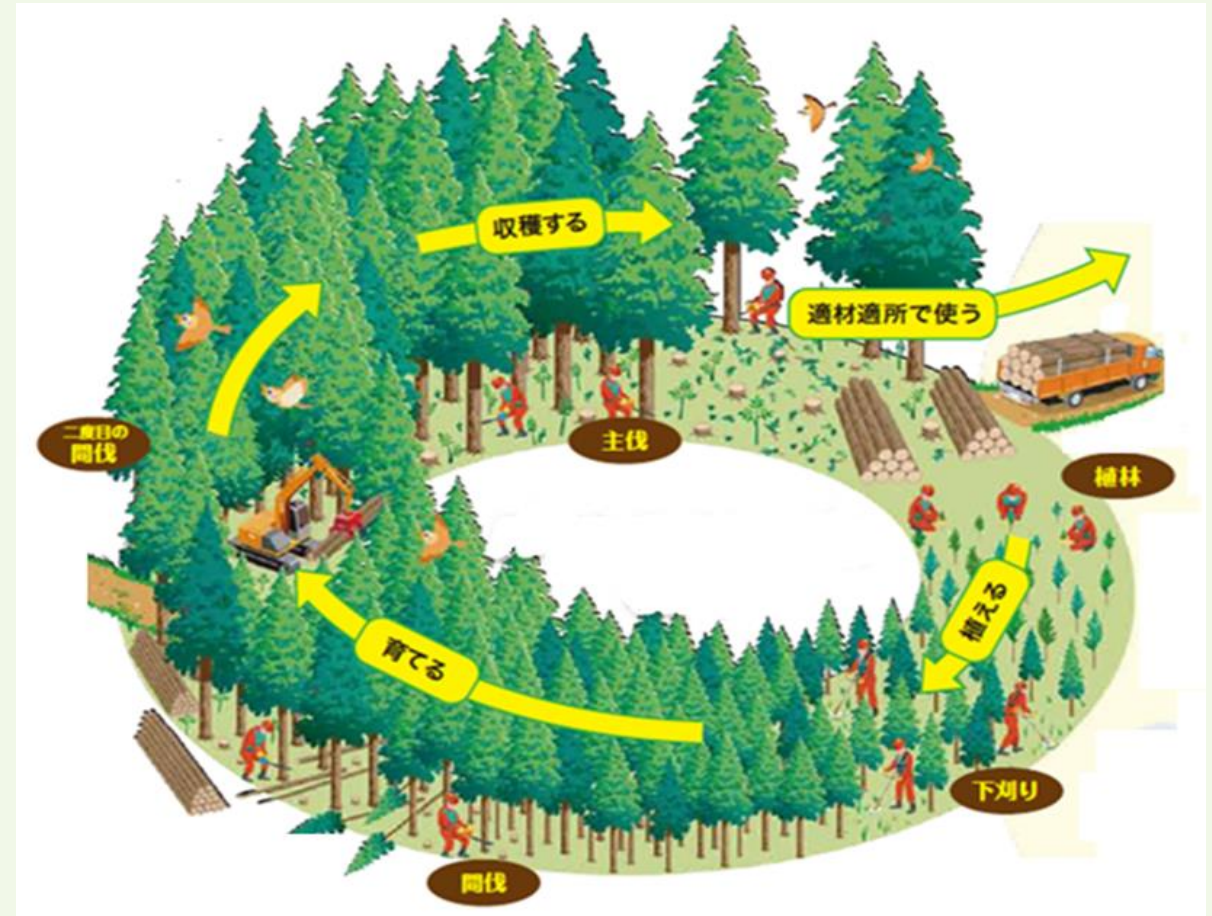 収穫する
適材適所で使う
二度目の
間伐
主伐
植林
植える
育てる
下刈り
間伐